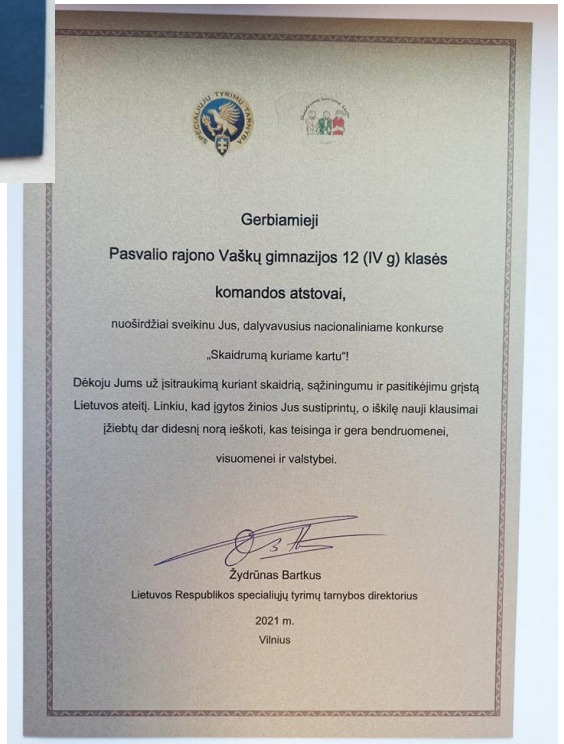 SPECIALIŲJŲ TYRIMŲ TARNYBA
Gerbiamieji
Pasvalio rajono Vaškų gimnazijos 12 (IV g) klasės
komandos atstovai,
nuoširdžiai sveikinu Jus, dalyvavusius nacionaliniame konkurse
„Skaidrumą kuriame kartu“!
Dėkoju Jums už įsitraukimą kuriant skaidrią, sąžiningumu ir pasitikėjimu grįstą
Lietuvos ateitį. Linkiu, kad įgytos žinios Jus sustiprintų, o iškilę nauji klausimai
įžiebtų dar didesnį norą ieškoti, kas teisinga ir gera bendruomenei,
visuomenei ir valstybei.
Žydrūnas Bartkus
Lietuvos Respublikos specialiųjų tyrimų tarnybos direktorius
2021 m.
Vilnius